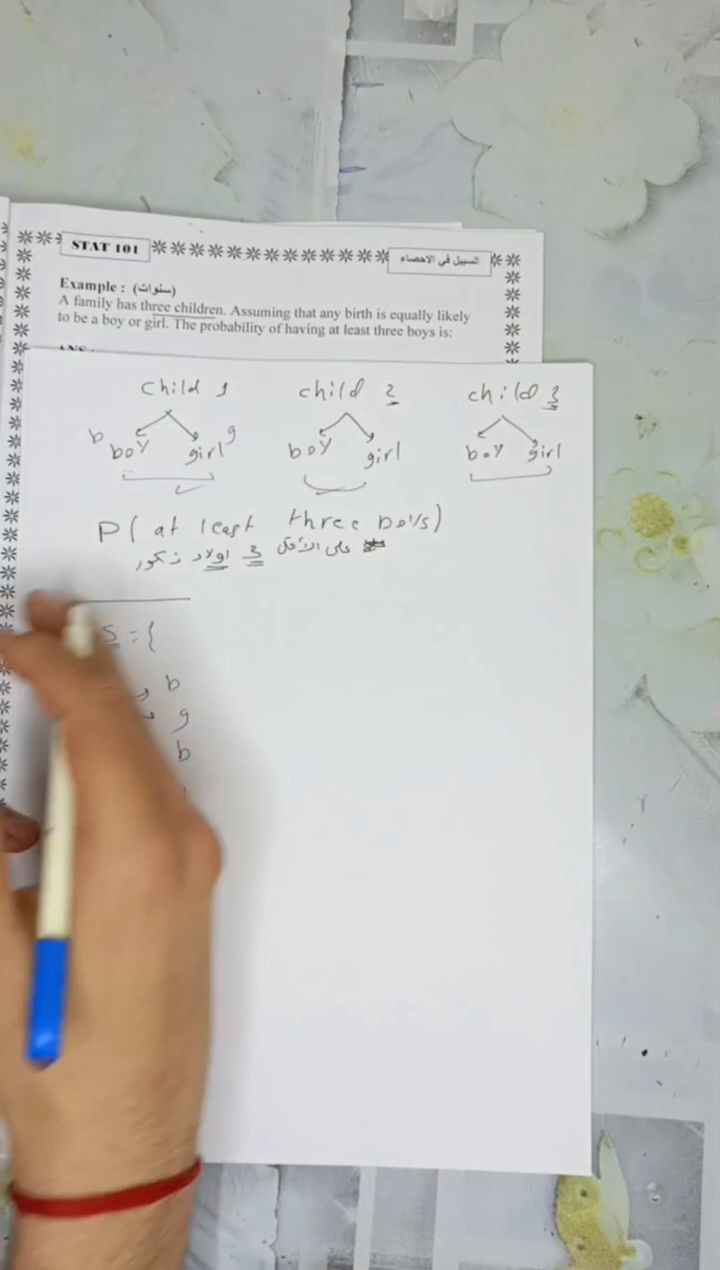 STAT 101
السبيل في الاحصاء
Example : (سنوات)
A family has three children. Assuming that any birth is equally likely
to be a boy or girl. The probability of having at least three boys is:
child 1 child 2 child 3
b boy girl g boy girl boy girl
P( at least three boys)
على الأقل 3 اولاد ذكور
S = {
b
g
b